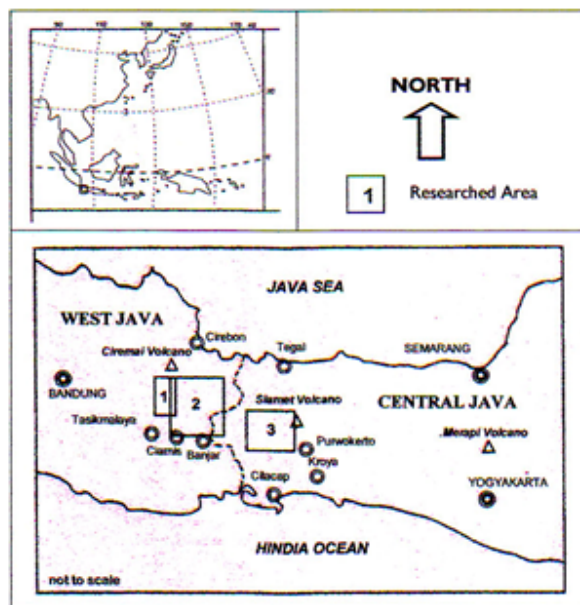 NORTH
1 Researched Area
JAVA SEA
WEST JAVA
Cirebon
Tegal
SEMARANG
Ciremai Volcano
BANDUNG
1
2
Slamet Volcano
CENTRAL JAVA
3
Tasikmalaya
Purwokerto
Merapi Volcano
Ciamis
Banjar
Kroya
Cilacap
YOGYAKARTA
HINDIA OCEAN
not to scale